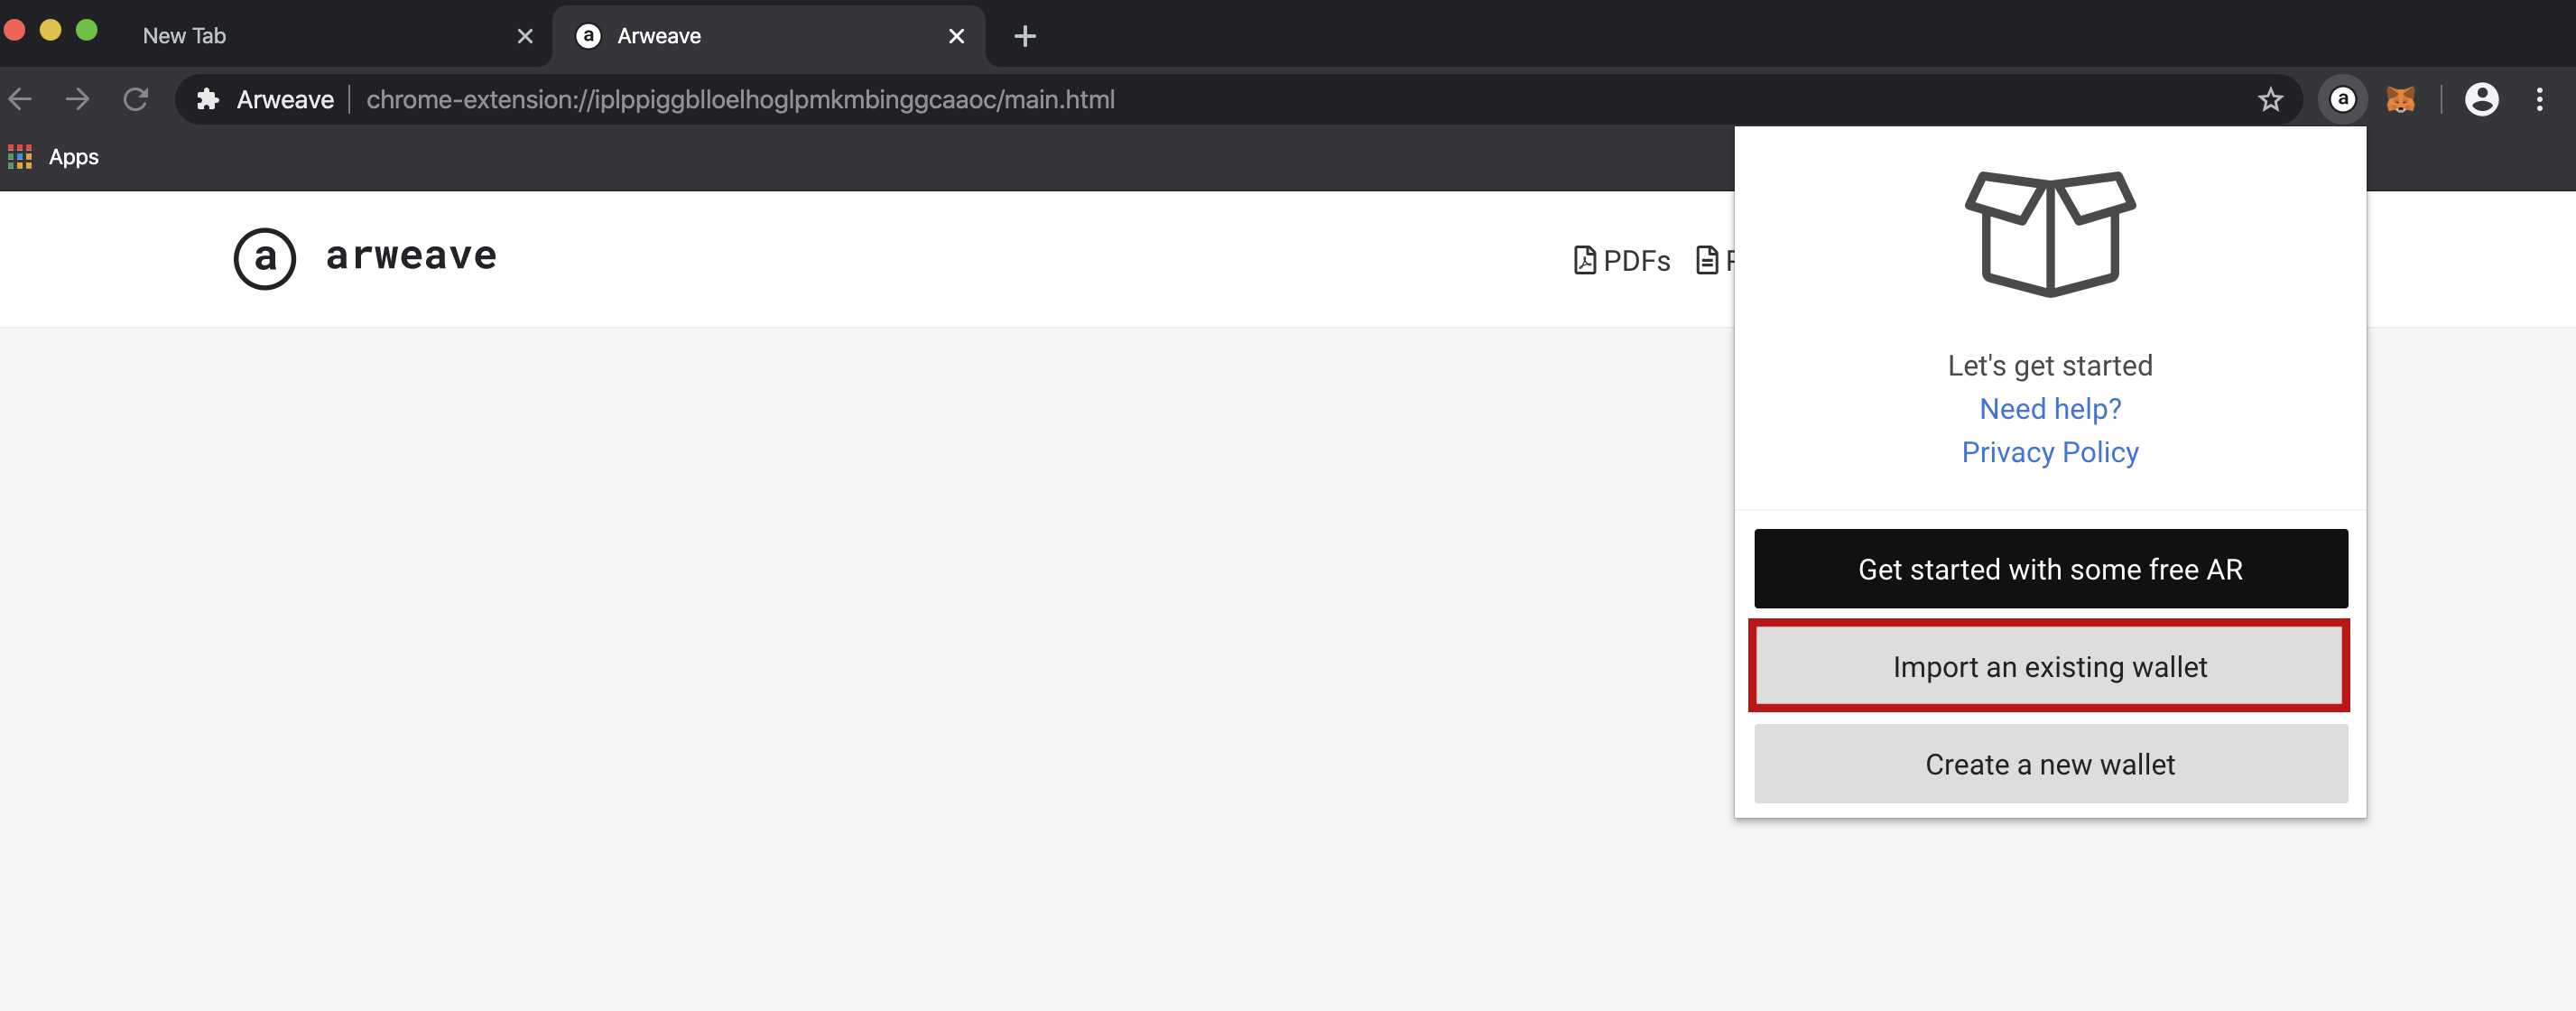 New Tab
a Arweave
Arweave chrome-extension://iplppiggblloelhoglpmkmbinggcaaoc/main.html
a
Apps
a arweave
PDFs
Let's get started
Need help?
Privacy Policy
Get started with some free AR
Import an existing wallet
Create a new wallet